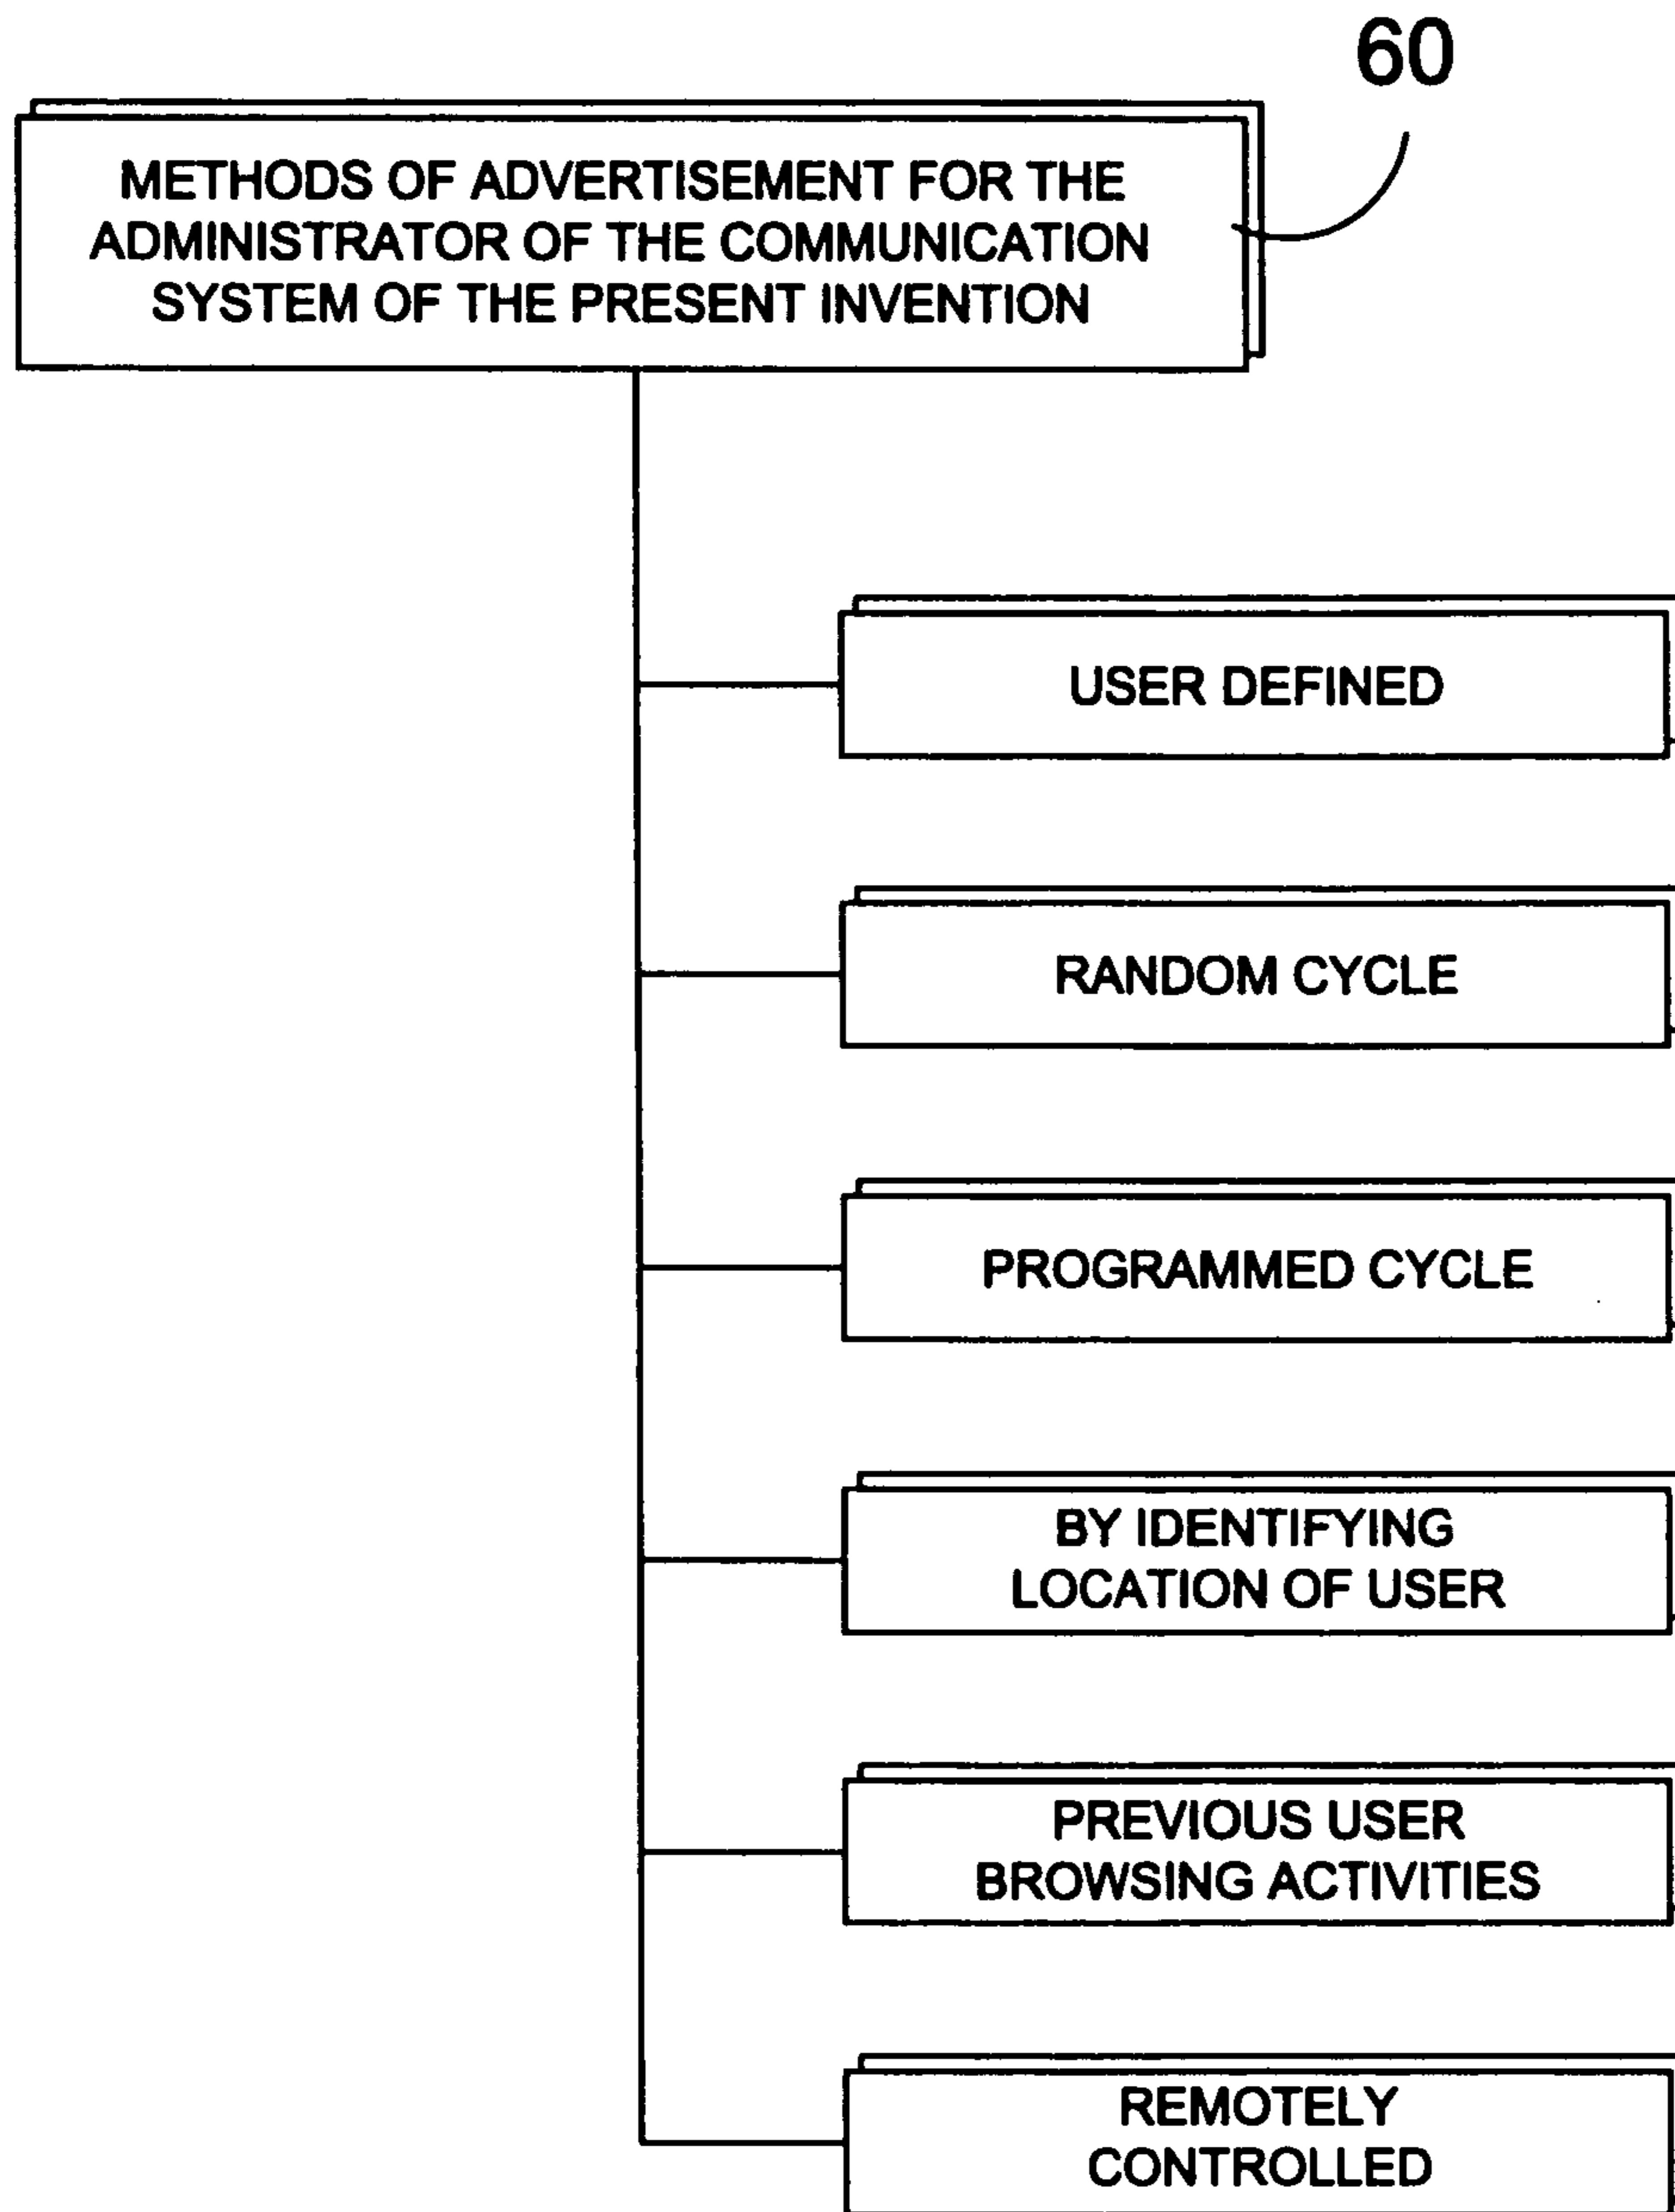 60
METHODS OF ADVERTISEMENT FOR THE
ADMINISTRATOR OF THE COMMUNICATION
SYSTEM OF THE PRESENT INVENTION
USER DEFINED
RANDOM CYCLE
PROGRAMMED CYCLE
BY IDENTIFYING
LOCATION OF USER
PREVIOUS USER
BROWSING ACTIVITIES
REMOTELY
CONTROLLED